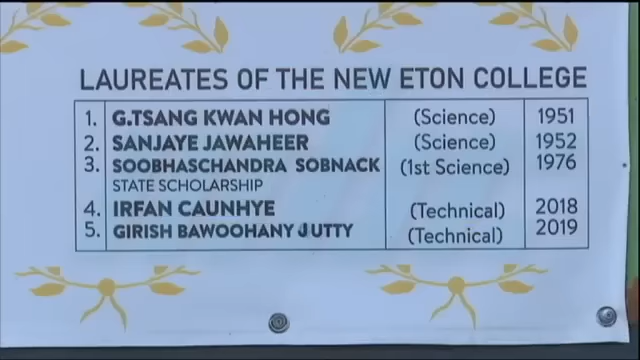 LAUREATES OF THE NEW ETON COLLEGE
1. G.TSANG KWAN HONG (Science) 1951
2. SANJAYE JAWAHEER (Science) 1952
3. SOOBHASCHANDRA SOBNACK (1st Science) 1976
STATE SCHOLARSHIP
4. IRFAN CAUNHYE (Technical) 2018
5. GIRISH BAWOOHANY JUTTY (Technical) 2019